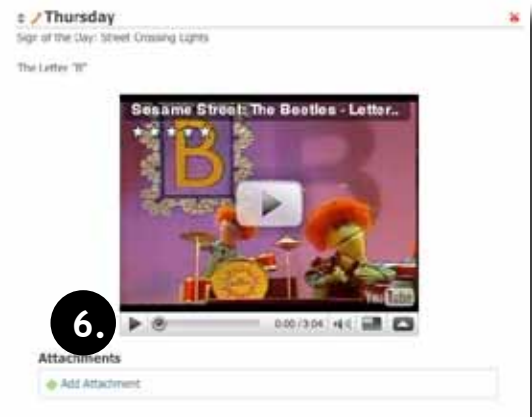 Thursday
Sign of the Day: Street Crossing Lights
The Letter "B"
Sesame Street: The Beetles - Letter..
B
YouTube
6.
0:00 / 3:04
Attachments
Add Attachment